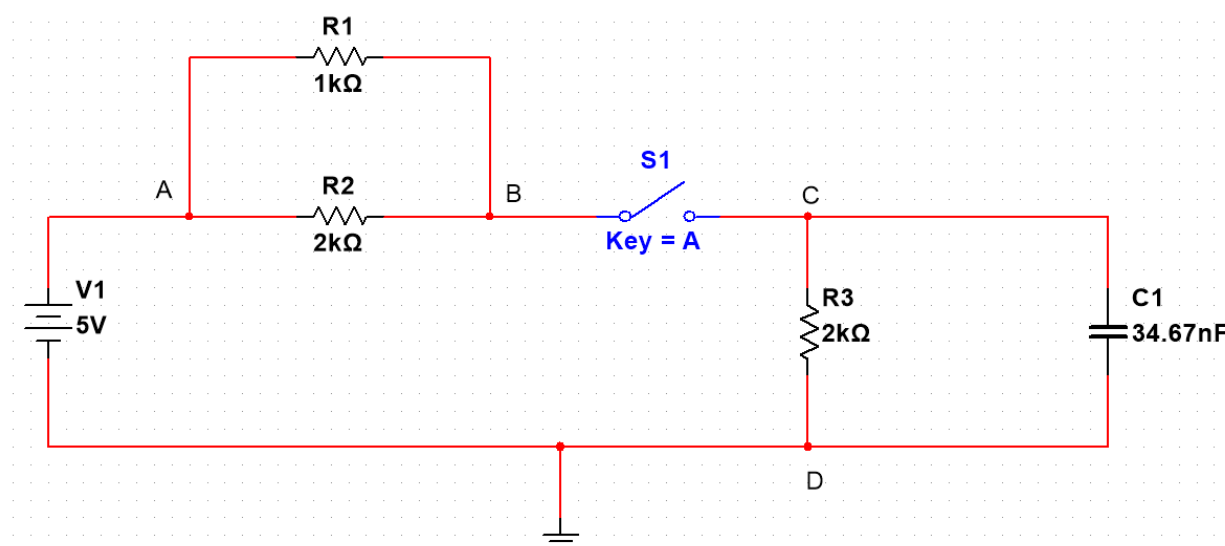 R1
1kΩ
A
R2
2kΩ
B
S1
Key = A
C
V1
5V
R3
2kΩ
C1
34.67nF
D